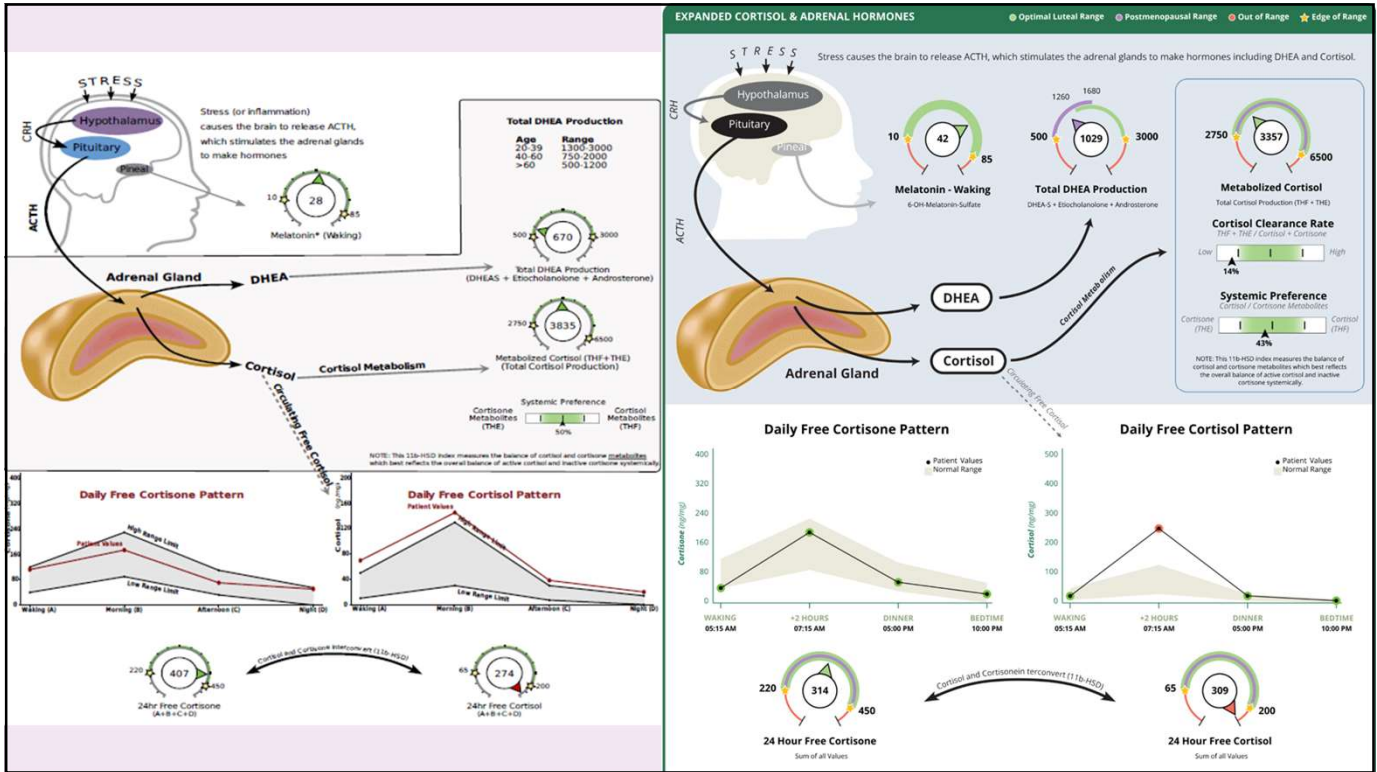 STRESS
Hypothalamus
CRH
Pituitary
Pineal
ACTH
Stress (or inflammation)
causes the brain to release ACTH,
which stimulates the adrenal glands
to make hormones
10
28
85
Melatonin* (Waking)
Total DHEA Production
Age Range
20-39 1300-3000
40-60 750-2000
>60 500-1200
500
670
3000
Total DHEA Production
(DHEAS + Etiocholanolone + Androsterone)
Adrenal Gland
DHEA
2750
3835
6500
Metabolized Cortisol (THF+THE)
(Total Cortisol Production)
Cortisol
Cortisol Metabolism
Circulating Free Cortisol
Systemic Preference
Cortisone
Metabolites
(THE)
Cortisol
Metabolites
(THF)
50%
NOTE: This 11b-HSD index measures the balance of cortisol and cortisone metabolites
which best reflects the overall balance of active cortisol and inactive cortisone systemically.
Daily Free Cortisone Pattern
400
320
240
160
80
0
High Range Limit
Patient Values
Low Range Limit
Waking (A)
Morning (B)
Afternoon (C)
Night (D)
Daily Free Cortisol Pattern
Cortisol (ng/mg)
200
160
120
80
40
0
Patient Values
High Range Limit
Low Range Limit
Waking (A)
Morning (B)
Afternoon (C)
Night (D)
220
407
450
24hr Free Cortisone
(A+B+C+D)
Cortisol and Cortisone interconvert (11b-HSD)
65
274
200
24hr Free Cortisol
(A+B+C+D)
EXPANDED CORTISOL & ADRENAL HORMONES
Optimal Luteal Range
Postmenopausal Range
Out of Range
Edge of Range
STRESS
Stress causes the brain to release ACTH, which stimulates the adrenal glands to make hormones including DHEA and Cortisol.
Hypothalamus
CRH
Pituitary
Pineal
ACTH
10
42
85
Melatonin - Waking
6-OH-Melatonin-Sulfate
1260
1680
500
1029
3000
Total DHEA Production
DHEA-S + Etiocholanolone + Androsterone
2750
3357
6500
Metabolized Cortisol
Total Cortisol Production (THF + THE)
Cortisol Clearance Rate
THF + THE / Cortisol + Cortisone
Low
High
14%
Systemic Preference
Cortisol / Cortisone Metabolites
Cortisone
(THE)
Cortisol
(THF)
43%
NOTE: This 11b-HSD index measures the balance of
cortisol and cortisone metabolites which best reflects
the overall balance of active cortisol and inactive
cortisone systemically.
DHEA
Cortisol
Cortisol Metabolism
Adrenal Gland
Circulating Free Cortisol
Daily Free Cortisone Pattern
Patient Values
Normal Range
Cortisone (ng/mg)
400
320
240
160
80
0
WAKING
05:15 AM
+2 HOURS
07:15 AM
DINNER
05:00 PM
BEDTIME
10:00 PM
Daily Free Cortisol Pattern
Patient Values
Normal Range
Cortisol (ng/mg)
500
400
300
200
100
0
WAKING
05:15 AM
+2 HOURS
07:15 AM
DINNER
05:00 PM
BEDTIME
10:00 PM
220
314
450
24 Hour Free Cortisone
Sum of all Values
Cortisol and Cortisonein terconvert (11b-HSD)
65
309
200
24 Hour Free Cortisol
Sum of all Values